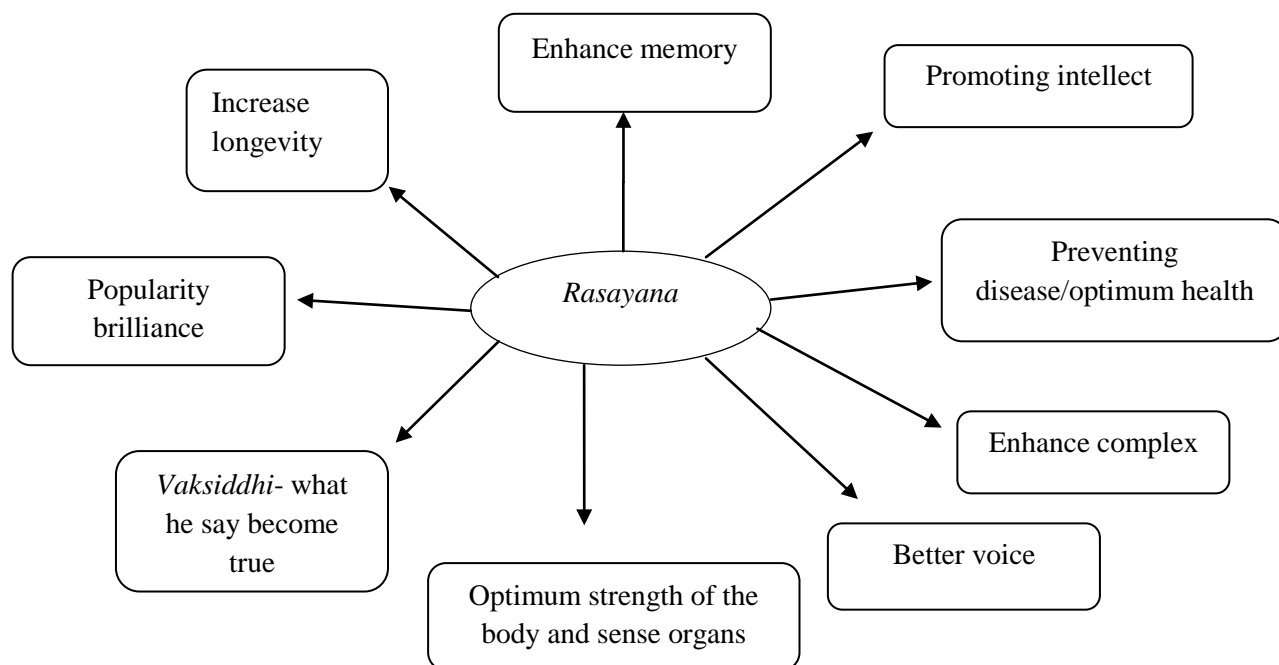 Enhance memory
Promoting intellect
Increase
longevity
Preventing
disease/optimum health
Rasayana
Popularity
brilliance
Enhance complex
Vaksiddhi- what
he say become
true
Better voice
Optimum strength of the
body and sense organs